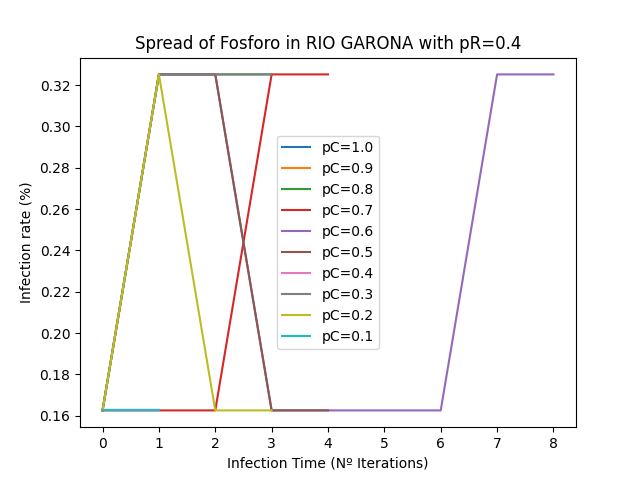 Spread of Fosforo in RIO GARONA with pR=0.4
Infection rate (%)
0.32
0.30
0.28
0.26
0.24
0.22
0.20
0.18
0.16
pC=1.0
pC=0.9
pC=0.8
pC=0.7
pC=0.6
pC=0.5
pC=0.4
pC=0.3
pC=0.2
pC=0.1
0 1 2 3 4 5 6 7 8
Infection Time (Nº Iterations)